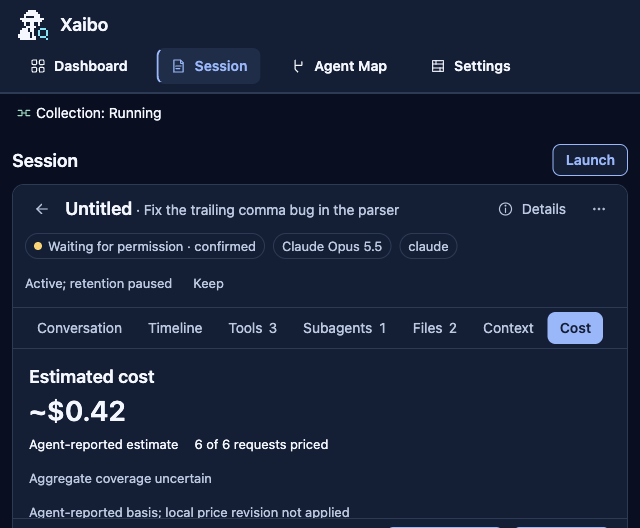 Xaibo
Dashboard Session Agent Map Settings
Collection: Running
Session Launch
Untitled · Fix the trailing comma bug in the parser Details ...
Waiting for permission · confirmed Claude Opus 5.5 claude
Active; retention paused Keep
Conversation Timeline Tools 3 Subagents 1 Files 2 Context Cost
Estimated cost
~$0.42
Agent-reported estimate 6 of 6 requests priced
Aggregate coverage uncertain
Agent-reported basis; local price revision not applied